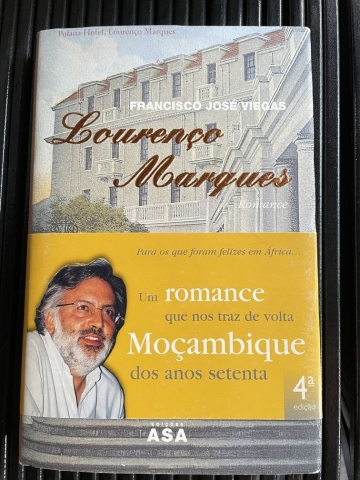 Polana Hotel, Lourenço Marques
FRANCISCO JOSÉ VIEGAS
Lourenço
Marques
Romance
Para os que foram felizes em África...
Um romance
que nos traz de volta
Moçambique
dos anos setenta
4ª
edição
EDIÇÕES
ASA